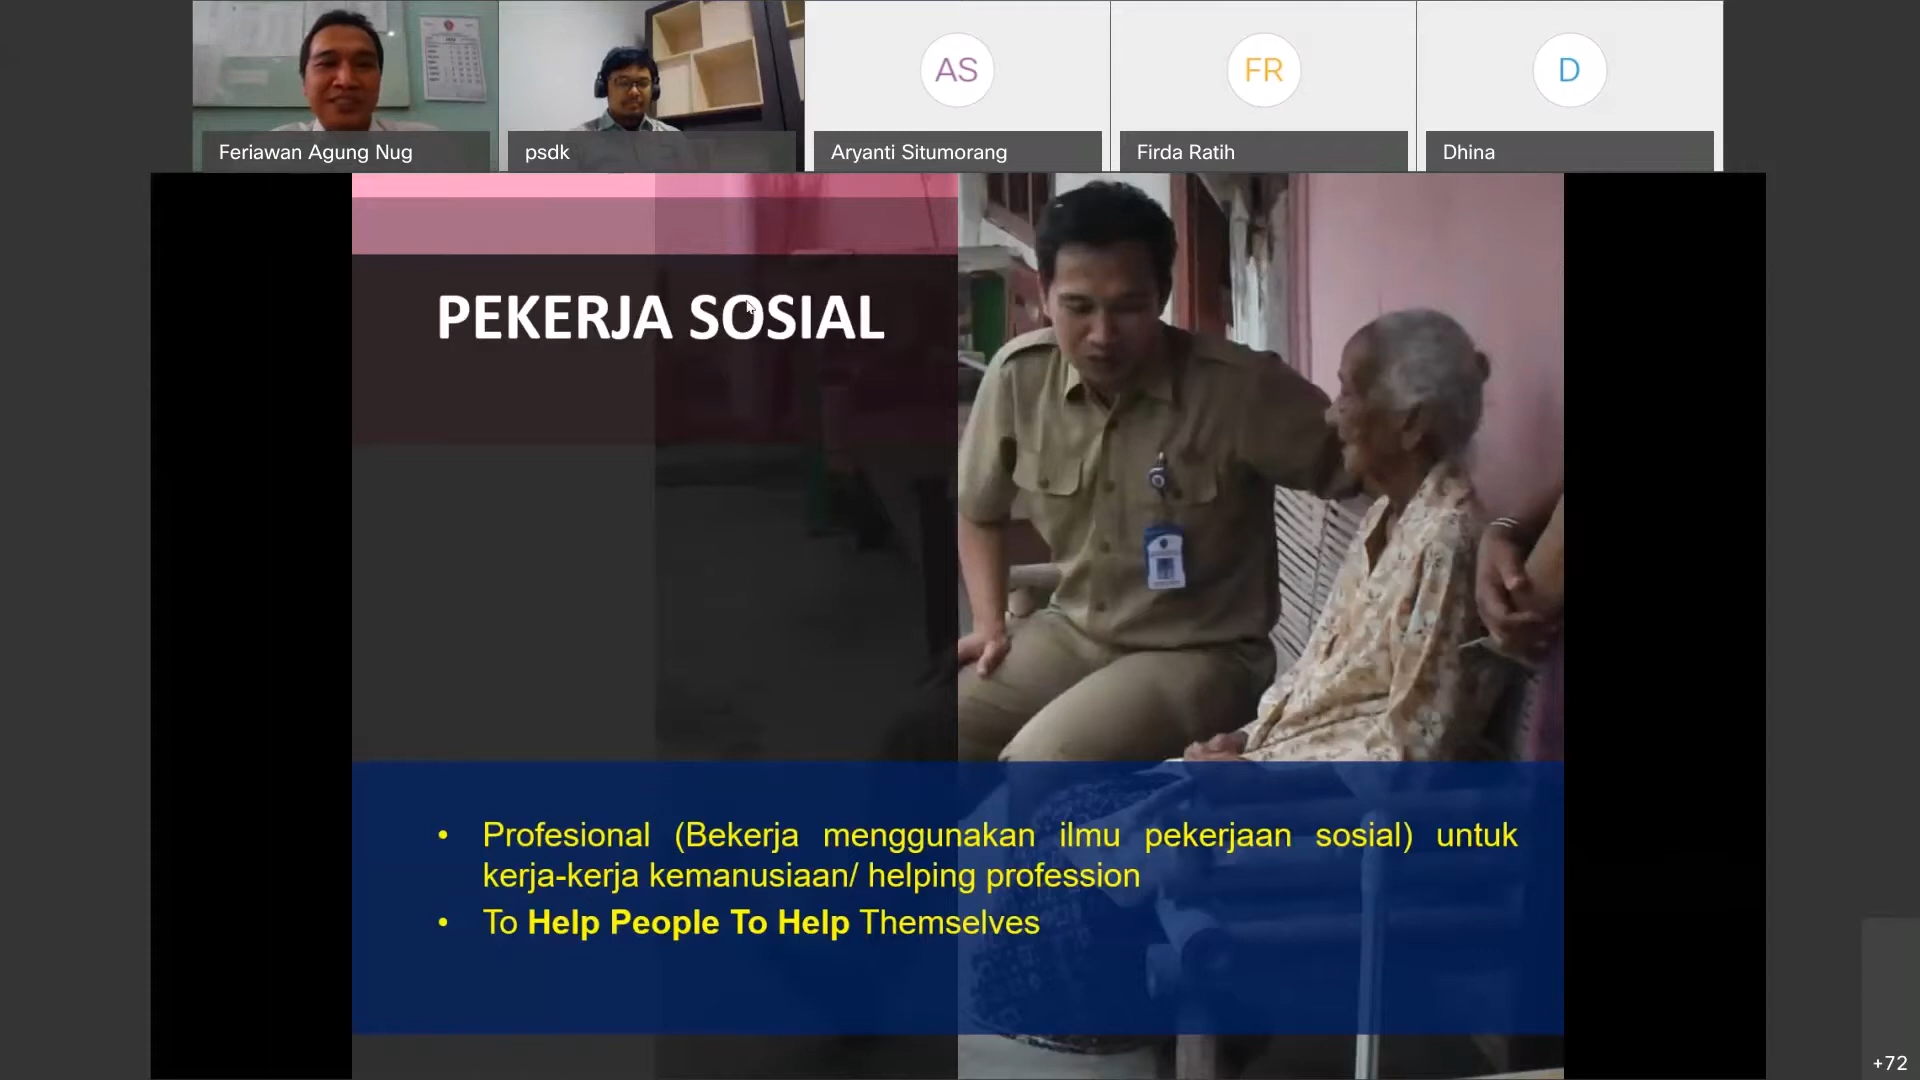 Feriawan Agung Nug
psdk
AS
Aryanti Situmorang
FR
Firda Ratih
D
Dhina
PEKERJA SOSIAL
• Profesional (Bekerja menggunakan ilmu pekerjaan sosial) untuk
kerja-kerja kemanusiaan/ helping profession
• To Help People To Help Themselves
+72